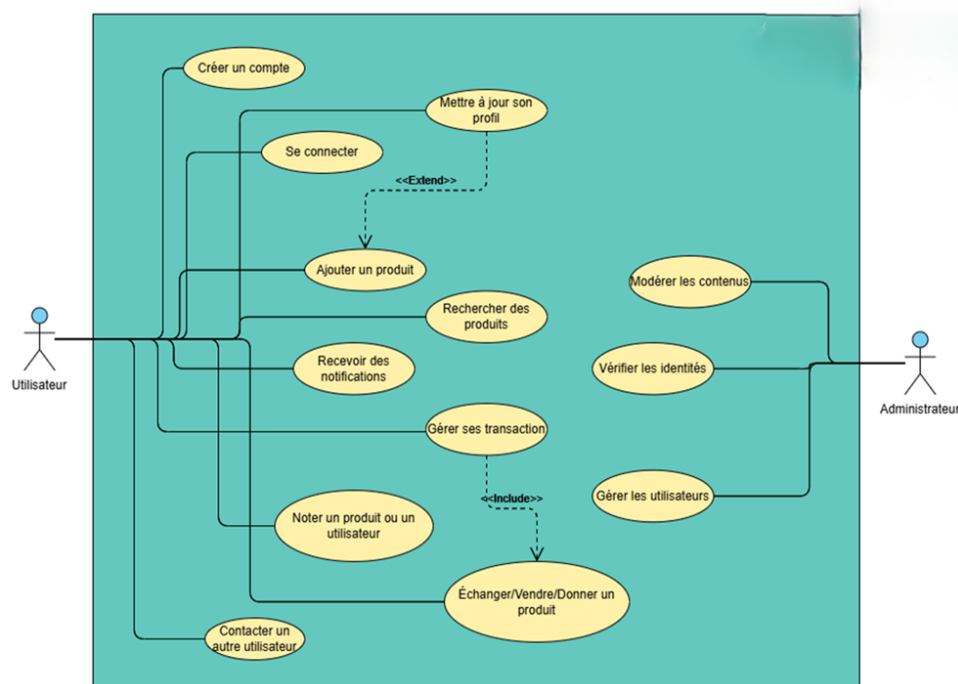 Créer un compte
Mettre à jour son
profil
Se connecter
<<Extend>>
Ajouter un produit
Modérer les contenus
Rechercher des
produits
Utilisateur
Recevoir des
notifications
Vérifier les identités
Administrateur
Gérer ses transaction
<<Include>>
Gérer les utilisateurs
Noter un produit ou un
utilisateur
Échanger/Vendre/Donner un
produit
Contacter un
autre utilisateur